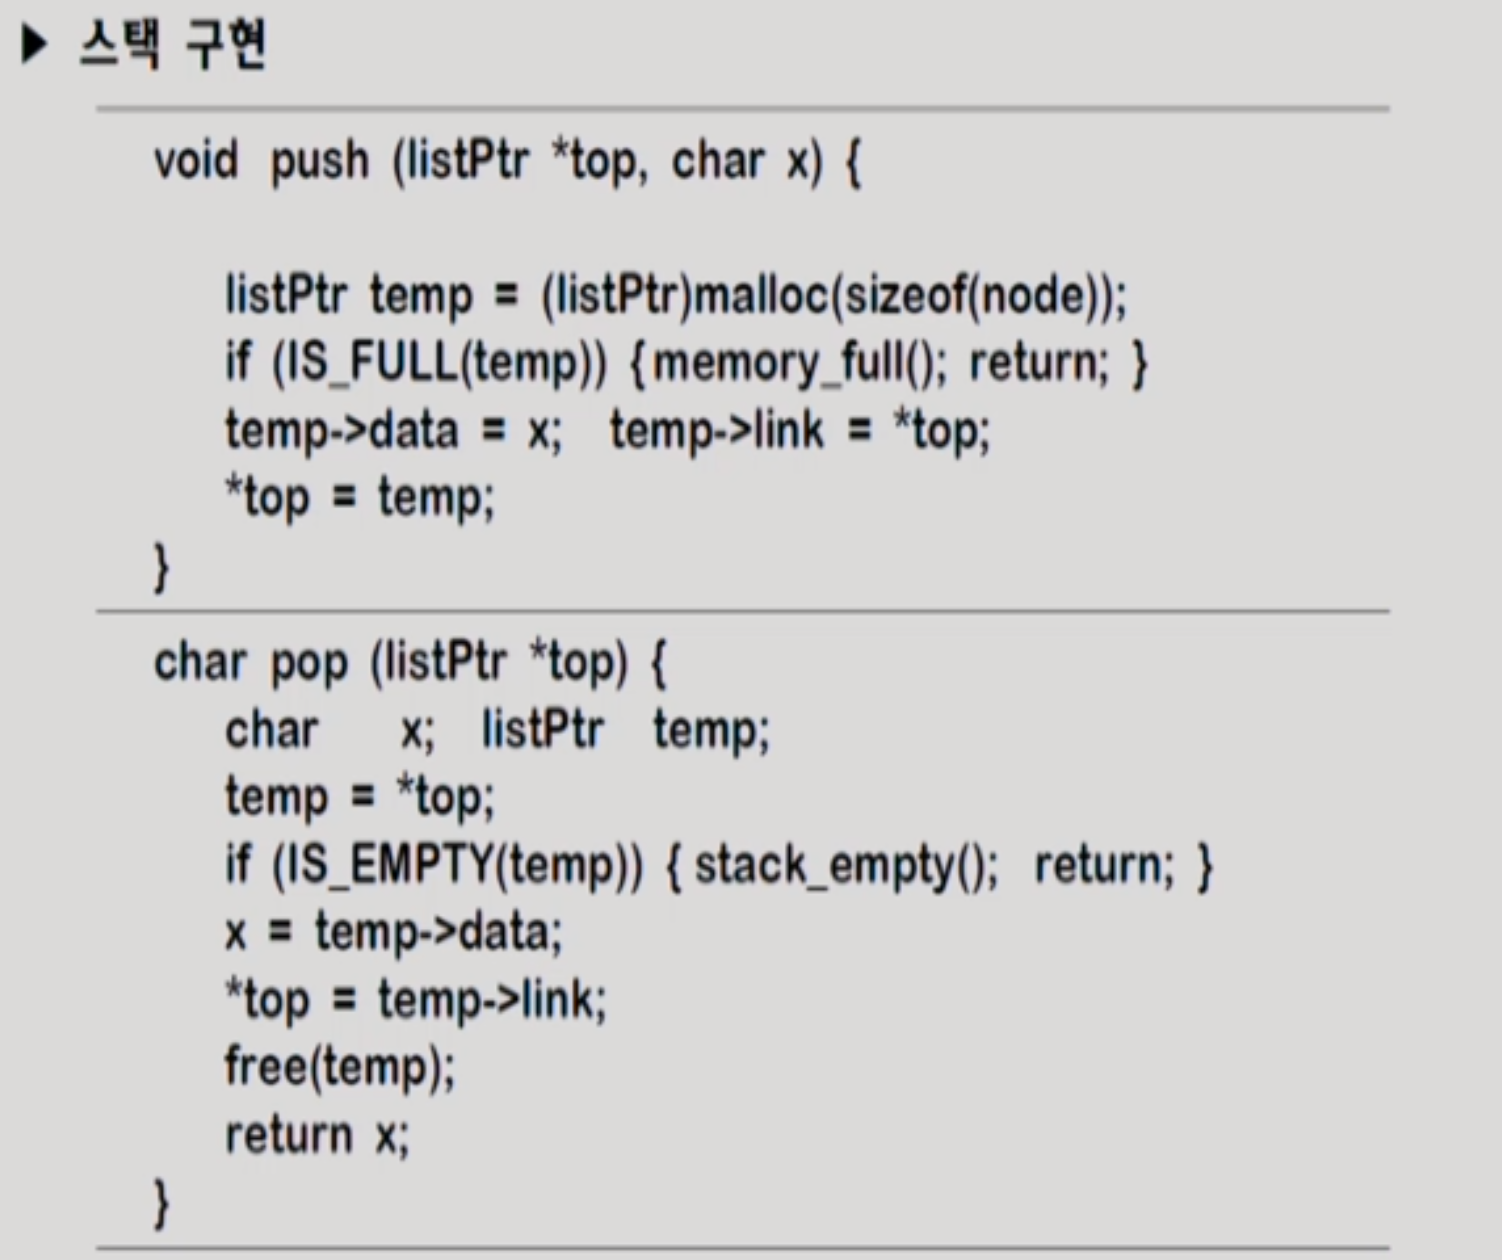 ▶ 스택 구현
void push (listPtr *top, char x) {
listPtr temp = (listPtr)malloc(sizeof(node));
if (IS_FULL(temp)) {memory_full(); return; }
temp->data = x; temp->link = *top;
*top = temp;
}
char pop (listPtr *top) {
char x; listPtr temp;
temp = *top;
if (IS_EMPTY(temp)) { stack_empty(); return; }
x = temp->data;
*top = temp->link;
free(temp);
return x;
}